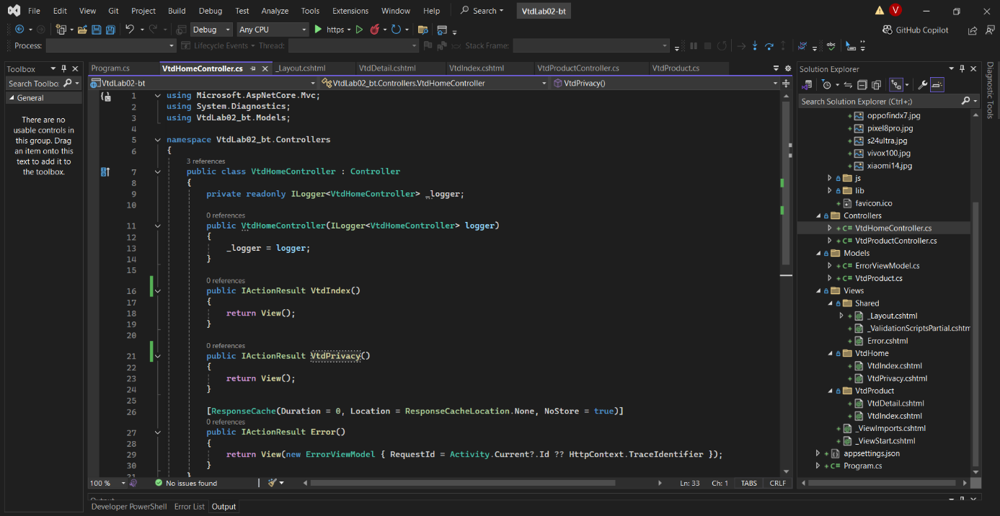 File Edit View Git Project Build Debug Test Analyze Tools Extensions Window Help Search VtdLab02-bt V
Debug Any CPU https GitHub Copilot
Process: Lifecycle Events Thread: Stack Frame:
Toolbox
Search Toolbo
General
There are no
usable controls in
this group. Drag
an item onto this
text to add it to
the toolbox.
Program.cs VtdHomeController.cs _Layout.cshtml VtdDetail.cshtml VtdIndex.cshtml VtdProductController.cs VtdProduct.cs
VtdLab02-bt VtdLab02_bt.Controllers.VtdHomeController VtdPrivacy()
1 using Microsoft.AspNetCore.Mvc;
2 using System.Diagnostics;
3 using VtdLab02_bt.Models;
4
5 namespace VtdLab02_bt.Controllers
6 {
3 references
7 public class VtdHomeController : Controller
8 {
9 private readonly ILogger<VtdHomeController> _logger;
10
0 references
11 public VtdHomeController(ILogger<VtdHomeController> logger)
12 {
13 _logger = logger;
14 }
15
0 references
16 public IActionResult VtdIndex()
17 {
18 return View();
19 }
20
0 references
21 public IActionResult VtdPrivacy()
22 {
23 return View();
24 }
25
26 [ResponseCache(Duration = 0, Location = ResponseCacheLocation.None, NoStore = true)]
0 references
27 public IActionResult Error()
28 {
29 return View(new ErrorViewModel { RequestId = Activity.Current?.Id ?? HttpContext.TraceIdentifier });
30 }
31 }
100 % No issues found Ln: 33 Ch: 1 TABS CRLF
Output
Developer PowerShell Error List Output
Solution Explorer
Search Solution Explorer (Ctrl+;)
oppofindx7.jpg
pixel8pro.jpg
s24ultra.jpg
vivox100.jpg
xiaomi14.jpg
js
lib
favicon.ico
Controllers
C# VtdHomeController.cs
C# VtdProductController.cs
Models
C# ErrorViewModel.cs
C# VtdProduct.cs
Views
Shared
_Layout.cshtml
_ValidationScriptsPartial.cshtm
Error.cshtml
VtdHome
VtdIndex.cshtml
VtdPrivacy.cshtml
VtdProduct
VtdDetail.cshtml
VtdIndex.cshtml
_ViewImports.cshtml
_ViewStart.cshtml
appsettings.json
C# Program.cs
Diagnostic Tools